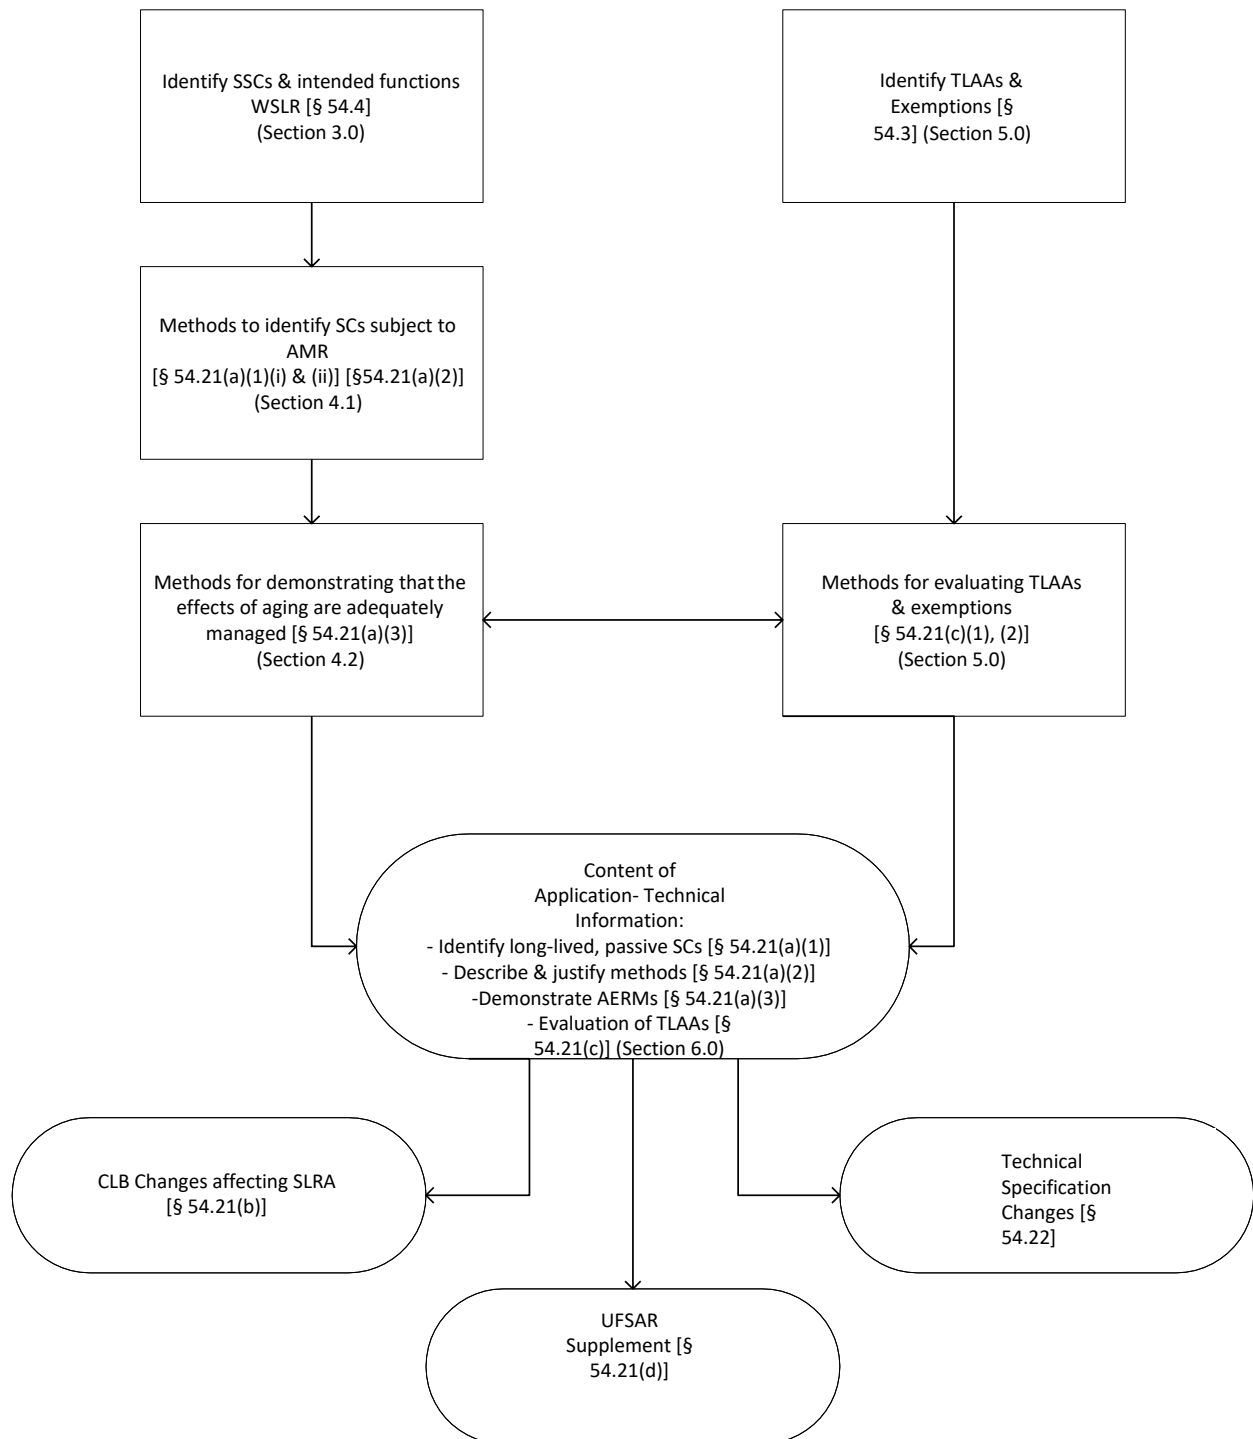 Identify SSCs & intended functions
WSLR [§ 54.4]
(Section 3.0)
Identify TLAAs &
Exemptions [§
54.3] (Section 5.0)
Methods to identify SCs subject to
AMR
[§ 54.21(a)(1)(i) & (ii)] [§54.21(a)(2)]
(Section 4.1)
Methods for demonstrating that the
effects of aging are adequately
managed [§ 54.21(a)(3)]
(Section 4.2)
Methods for evaluating TLAAs
& exemptions
[§ 54.21(c)(1), (2)]
(Section 5.0)
Content of
Application- Technical
Information:
- Identify long-lived, passive SCs [§ 54.21(a)(1)]
- Describe & justify methods [§ 54.21(a)(2)]
-Demonstrate AERMs [§ 54.21(a)(3)]
- Evaluation of TLAAs [§
54.21(c)] (Section 6.0)
CLB Changes affecting SLRA
[§ 54.21(b)]
Technical
Specification
Changes [§
54.22]
UFSAR
Supplement [§
54.21(d)]